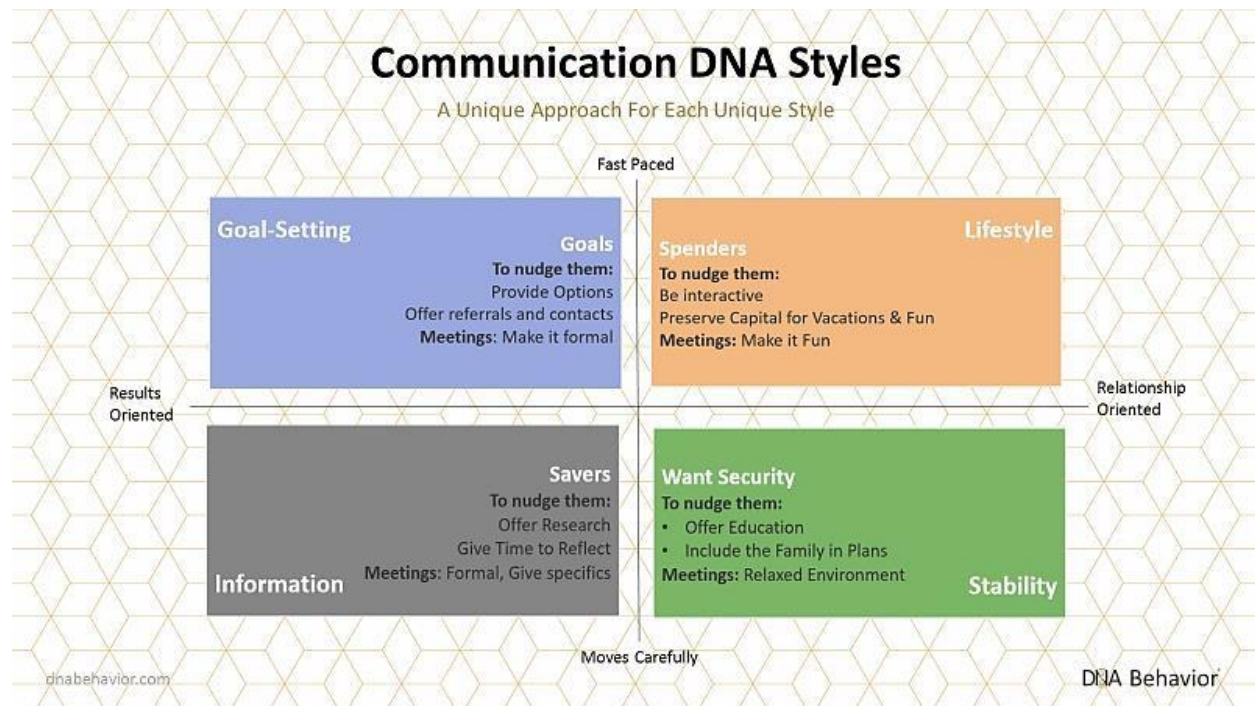 Communication DNA Styles
A Unique Approach For Each Unique Style
Fast Paced
Goal-Setting
Goals
To nudge them:
Provide Options
Offer referrals and contacts
Meetings: Make it formal
Lifestyle
Spenders
To nudge them:
Be interactive
Preserve Capital for Vacations & Fun
Meetings: Make it Fun
Results
Oriented
Relationship
Oriented
Savers
To nudge them:
Offer Research
Give Time to Reflect
Meetings: Formal, Give specifics
Information
Want Security
To nudge them:
• Offer Education
• Include the Family in Plans
Meetings: Relaxed Environment
Stability
Moves Carefully
dnabehavior.com
DNA Behavior